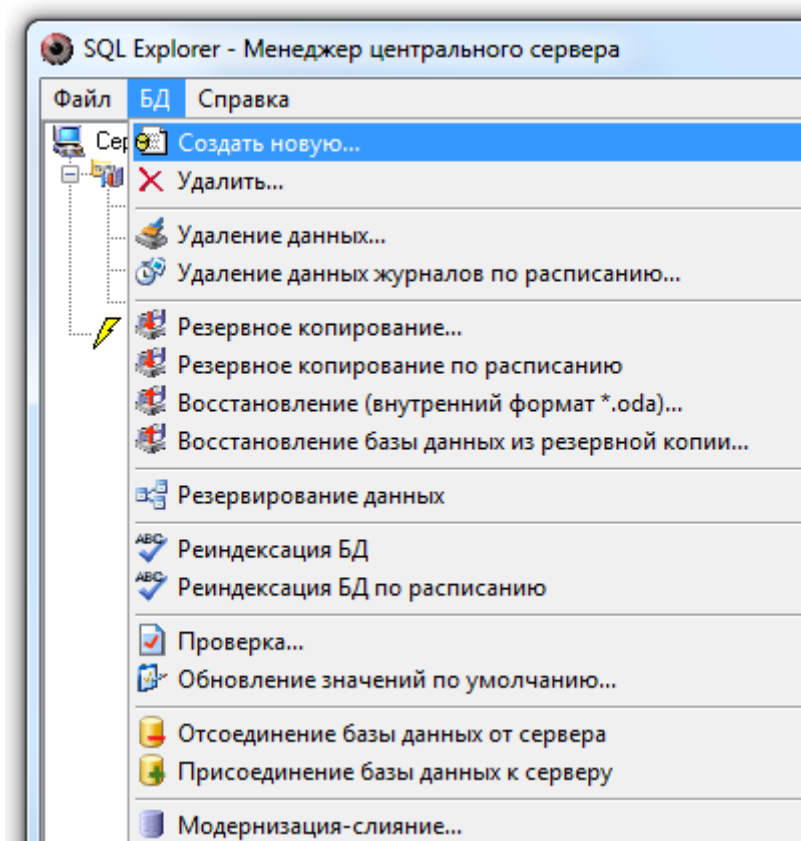 SQL Explorer - Менеджер центрального сервера
Файл БД Справка
Создать новую...
Удалить...
Удаление данных...
Удаление данных журналов по расписанию...
Резервное копирование...
Резервное копирование по расписанию
Восстановление (внутренний формат *.oda)...
Восстановление базы данных из резервной копии...
Резервирование данных
Реиндексация БД
Реиндексация БД по расписанию
Проверка...
Обновление значений по умолчанию...
Отсоединение базы данных от сервера
Присоединение базы данных к серверу
Модернизация-слияние...